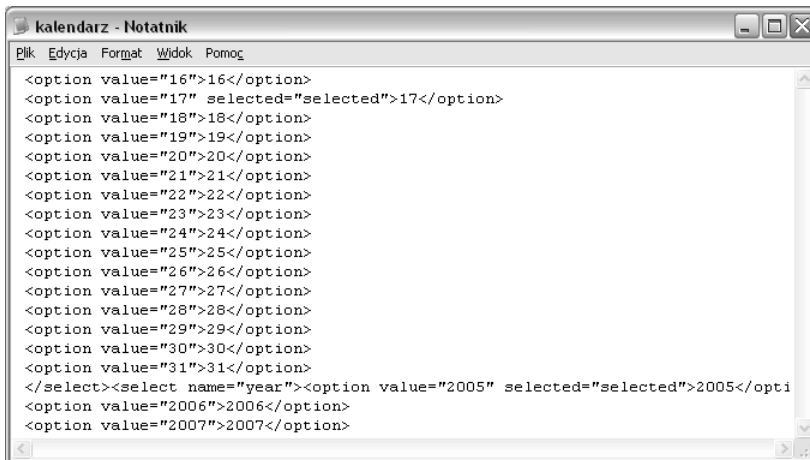 kalendarz - Notatnik
Plik Edycja Format Widok Pomoc
<option value="16">16</option>
<option value="17" selected="selected">17</option>
<option value="18">18</option>
<option value="19">19</option>
<option value="20">20</option>
<option value="21">21</option>
<option value="22">22</option>
<option value="23">23</option>
<option value="24">24</option>
<option value="25">25</option>
<option value="26">26</option>
<option value="27">27</option>
<option value="28">28</option>
<option value="29">29</option>
<option value="30">30</option>
<option value="31">31</option>
</select><select name="year"><option value="2005" selected="selected">2005</opti
<option value="2006">2006</option>
<option value="2007">2007</option>